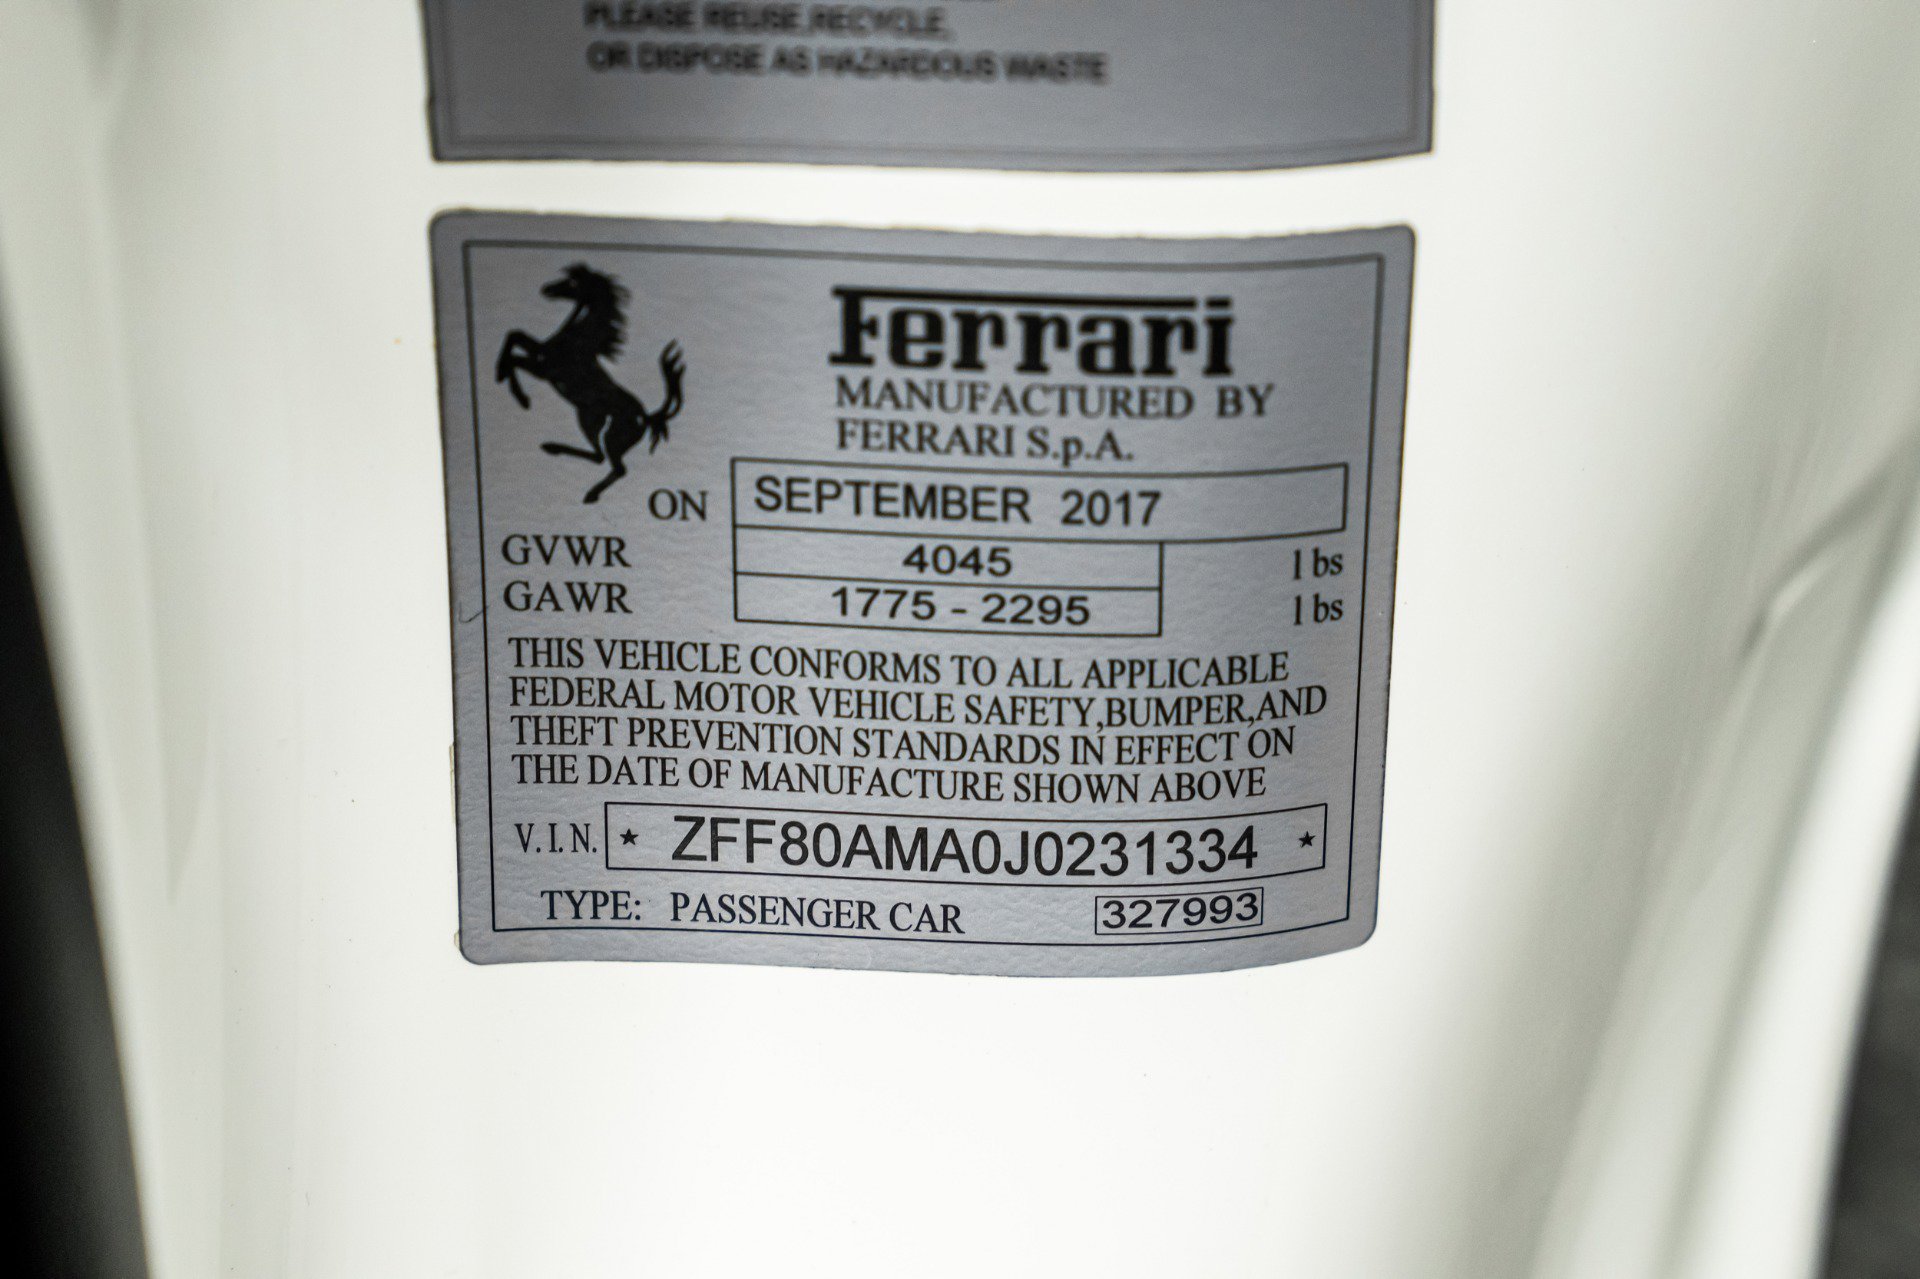 PLEASE REUSE,RECYCLE,
OR DISPOSE AS HAZARDOUS WASTE
Ferrari
MANUFACTURED BY
FERRARI S.p.A.
ON SEPTEMBER 2017
GVWR 4045 lbs
GAWR 1775 - 2295 lbs
THIS VEHICLE CONFORMS TO ALL APPLICABLE
FEDERAL MOTOR VEHICLE SAFETY,BUMPER,AND
THEFT PREVENTION STANDARDS IN EFFECT ON
THE DATE OF MANUFACTURE SHOWN ABOVE
V.I.N. ★ ZFF80AMA0J0231334 ★
TYPE: PASSENGER CAR 327993